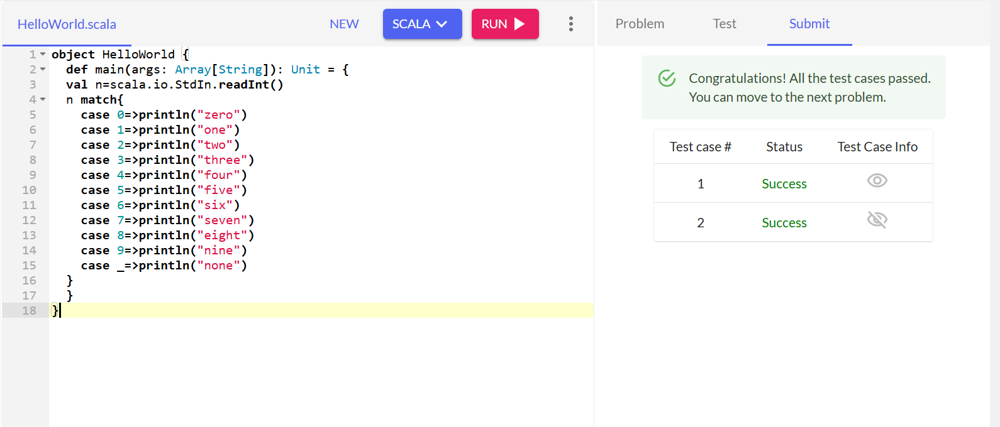 HelloWorld.scala NEW SCALA RUN
1 object HelloWorld {
2   def main(args: Array[String]): Unit = {
3   val n=scala.io.StdIn.readInt()
4   n match{
5     case 0=>println("zero")
6     case 1=>println("one")
7     case 2=>println("two")
8     case 3=>println("three")
9     case 4=>println("four")
10     case 5=>println("five")
11     case 6=>println("six")
12     case 7=>println("seven")
13     case 8=>println("eight")
14     case 9=>println("nine")
15     case _=>println("none")
16   }
17   }
18 }
Problem Test Submit
Congratulations! All the test cases passed.
You can move to the next problem.
Test case # Status Test Case Info
1 Success
2 Success